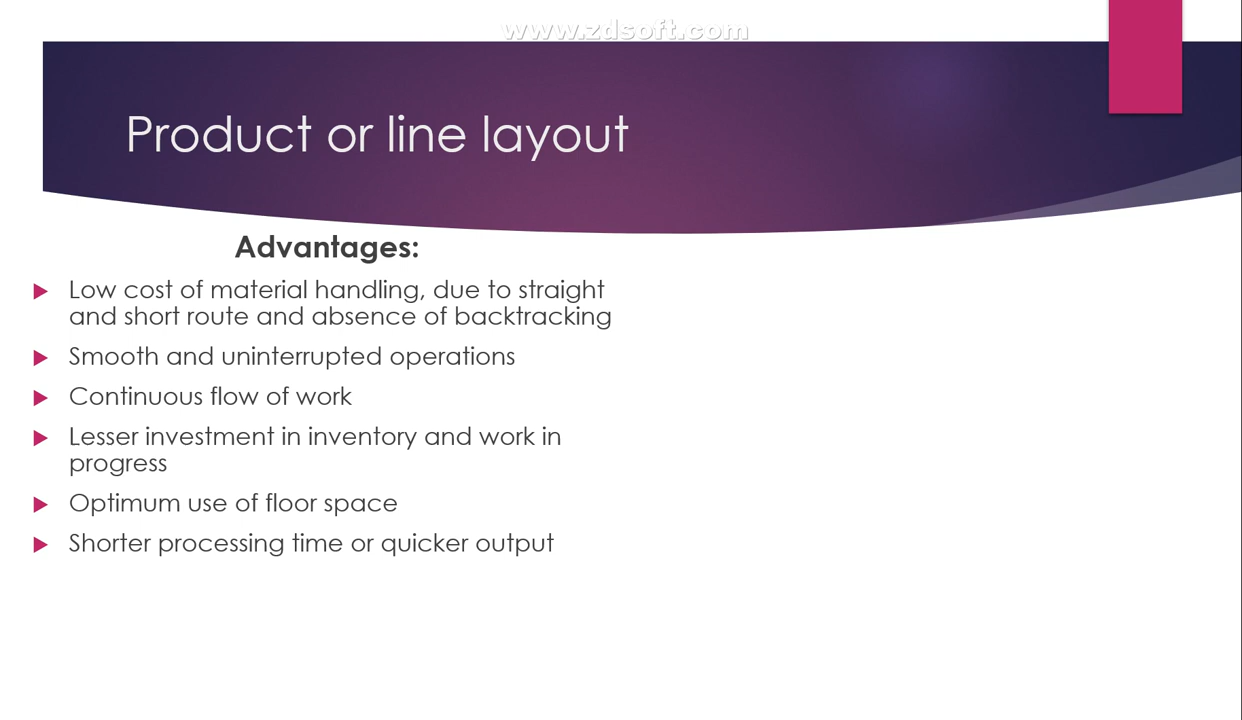 www.zdsoft.com
Product or line layout
Advantages:
Low cost of material handling, due to straight
and short route and absence of backtracking
Smooth and uninterrupted operations
Continuous flow of work
Lesser investment in inventory and work in
progress
Optimum use of floor space
Shorter processing time or quicker output